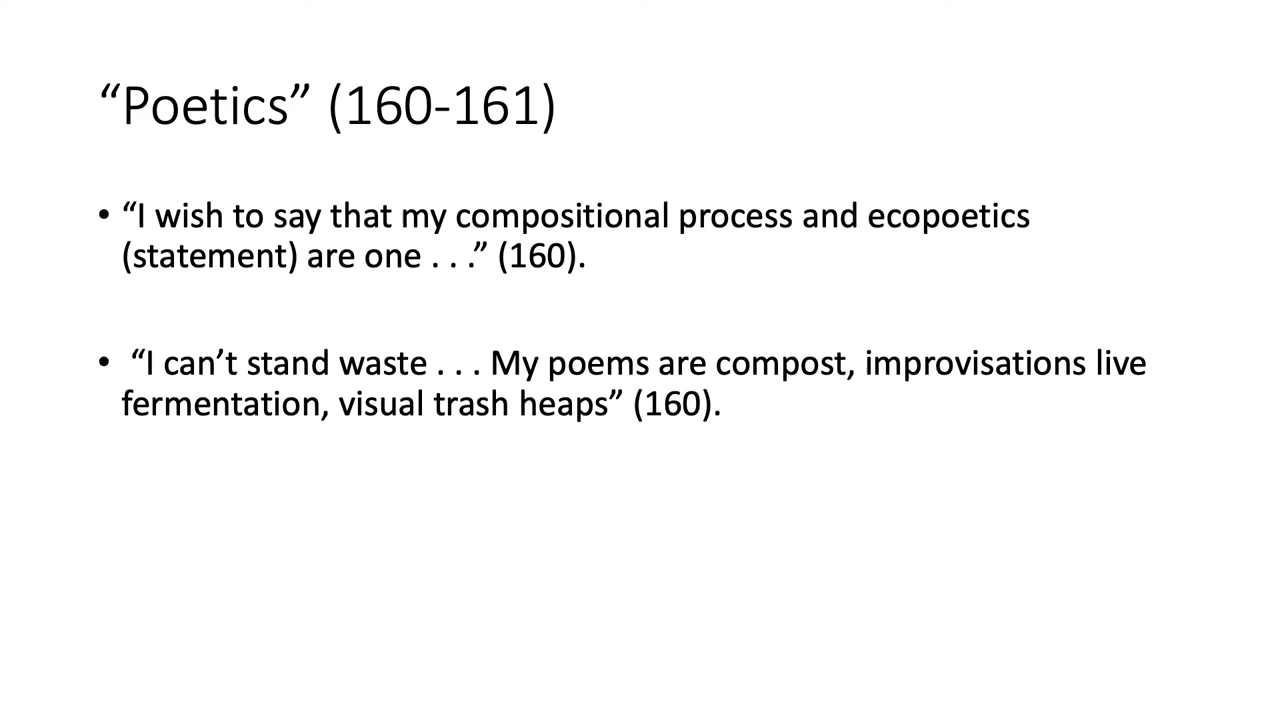 “Poetics” (160-161)
• “I wish to say that my compositional process and ecopoetics
(statement) are one . . .” (160).
• “I can’t stand waste . . . My poems are compost, improvisations live
fermentation, visual trash heaps” (160).